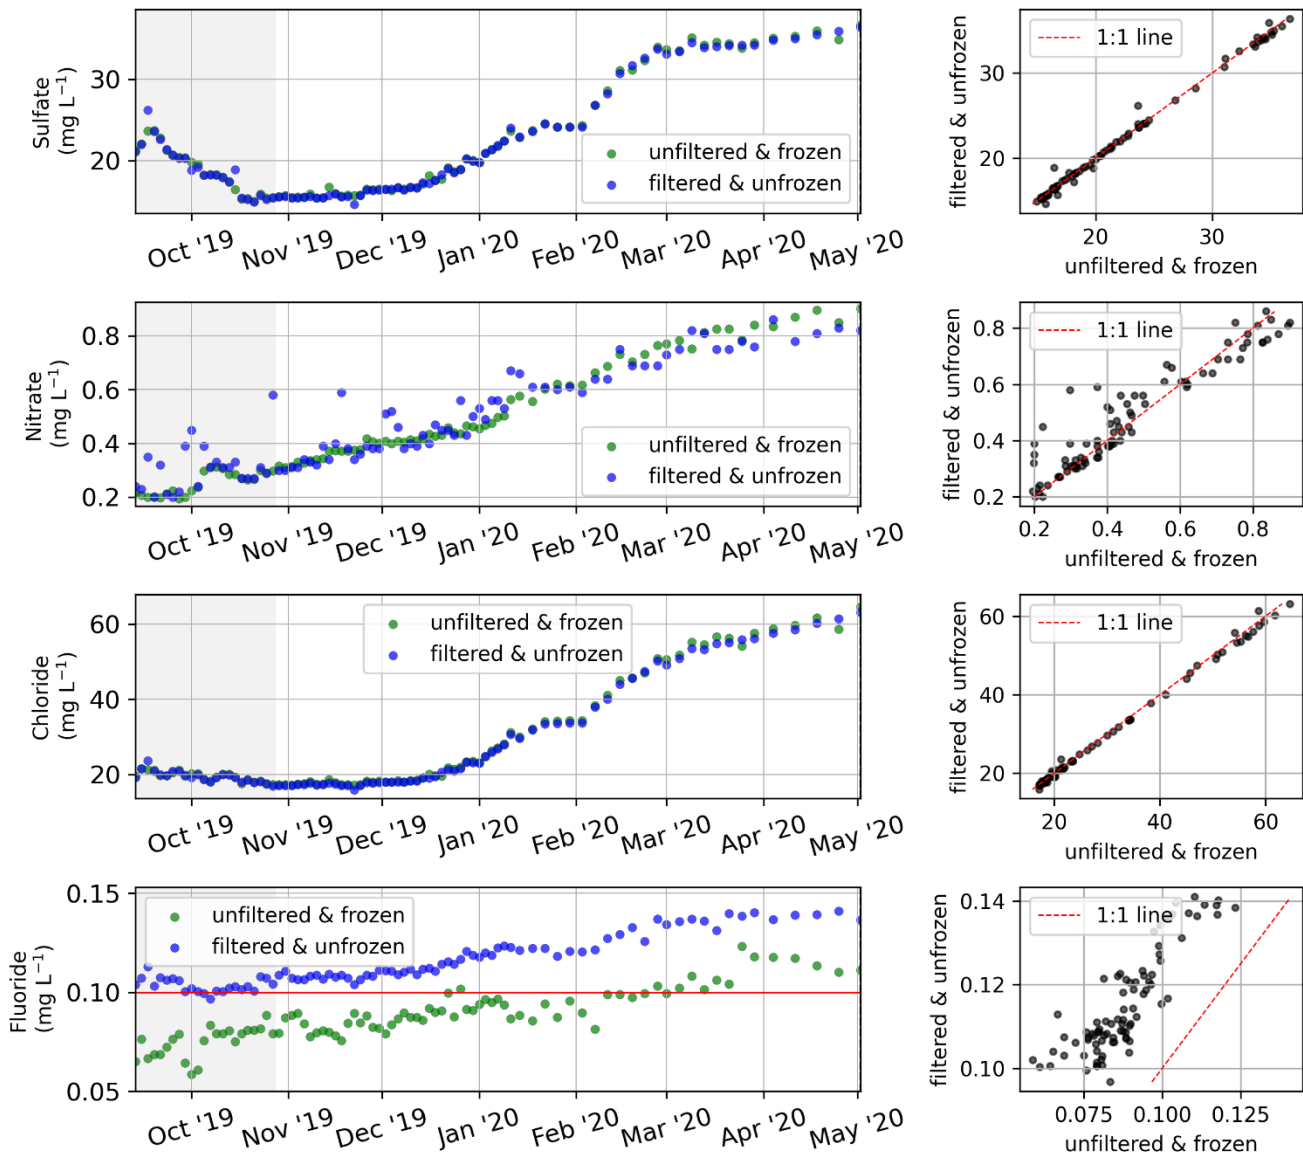 Sulfate
(mg L⁻¹)
30
20
unfiltered & frozen
filtered & unfrozen
Oct '19
Nov '19
Dec '19
Jan '20
Feb '20
Mar '20
Apr '20
May '20
filtered & unfrozen
30
20
1:1 line
20
30
unfiltered & frozen
Nitrate
(mg L⁻¹)
0.8
0.6
0.4
0.2
unfiltered & frozen
filtered & unfrozen
Oct '19
Nov '19
Dec '19
Jan '20
Feb '20
Mar '20
Apr '20
May '20
filtered & unfrozen
0.8
0.6
0.4
0.2
1:1 line
0.2
0.4
0.6
0.8
unfiltered & frozen
Chloride
(mg L⁻¹)
60
40
20
unfiltered & frozen
filtered & unfrozen
Oct '19
Nov '19
Dec '19
Jan '20
Feb '20
Mar '20
Apr '20
May '20
filtered & unfrozen
60
40
20
1:1 line
20
40
60
unfiltered & frozen
Fluoride
(mg L⁻¹)
0.15
0.10
0.05
unfiltered & frozen
filtered & unfrozen
Oct '19
Nov '19
Dec '19
Jan '20
Feb '20
Mar '20
Apr '20
May '20
filtered & unfrozen
0.14
0.12
0.10
1:1 line
0.075
0.100
0.125
unfiltered & frozen